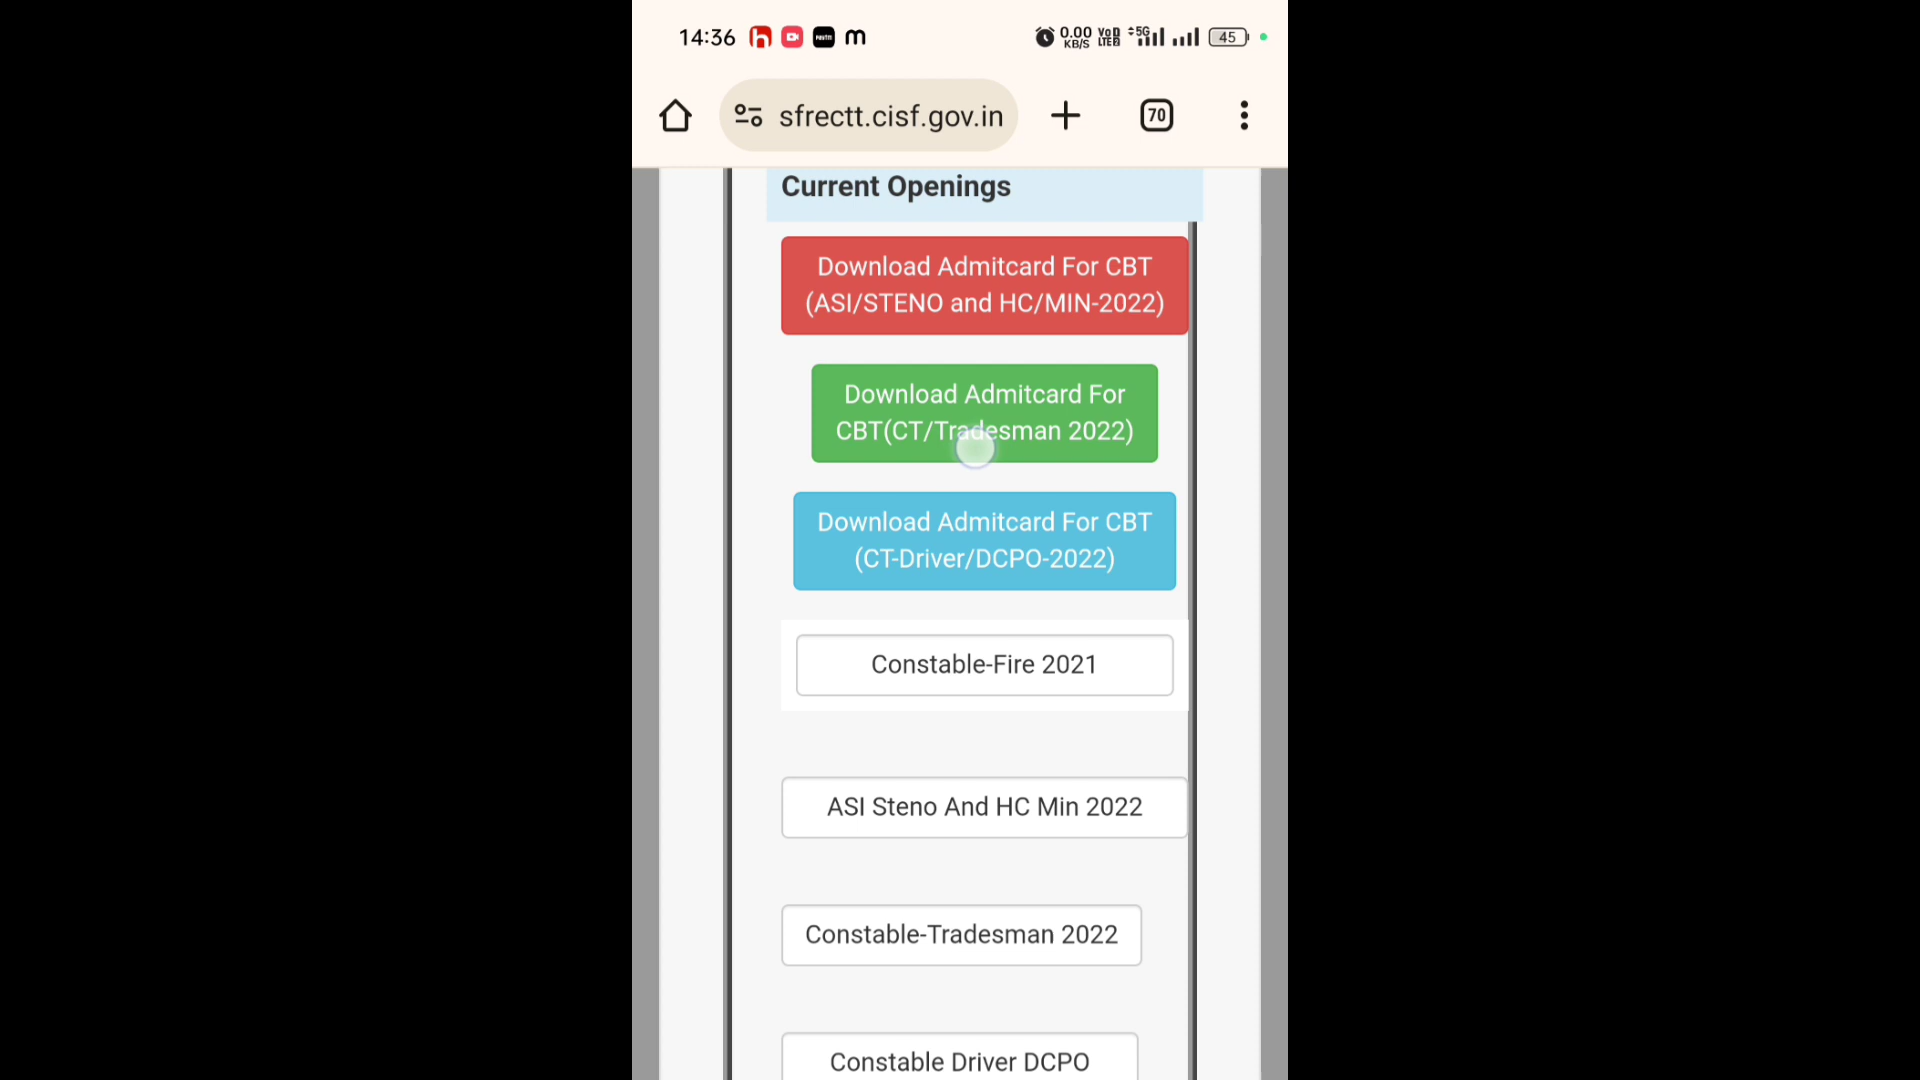 14:36
0.00 KB/S
5G
45
sfrectt.cisf.gov.in
70
Current Openings
Download Admitcard For CBT
(ASI/STENO and HC/MIN-2022)
Download Admitcard For
CBT(CT/Tradesman 2022)
Download Admitcard For CBT
(CT-Driver/DCPO-2022)
Constable-Fire 2021
ASI Steno And HC Min 2022
Constable-Tradesman 2022
Constable Driver DCPO